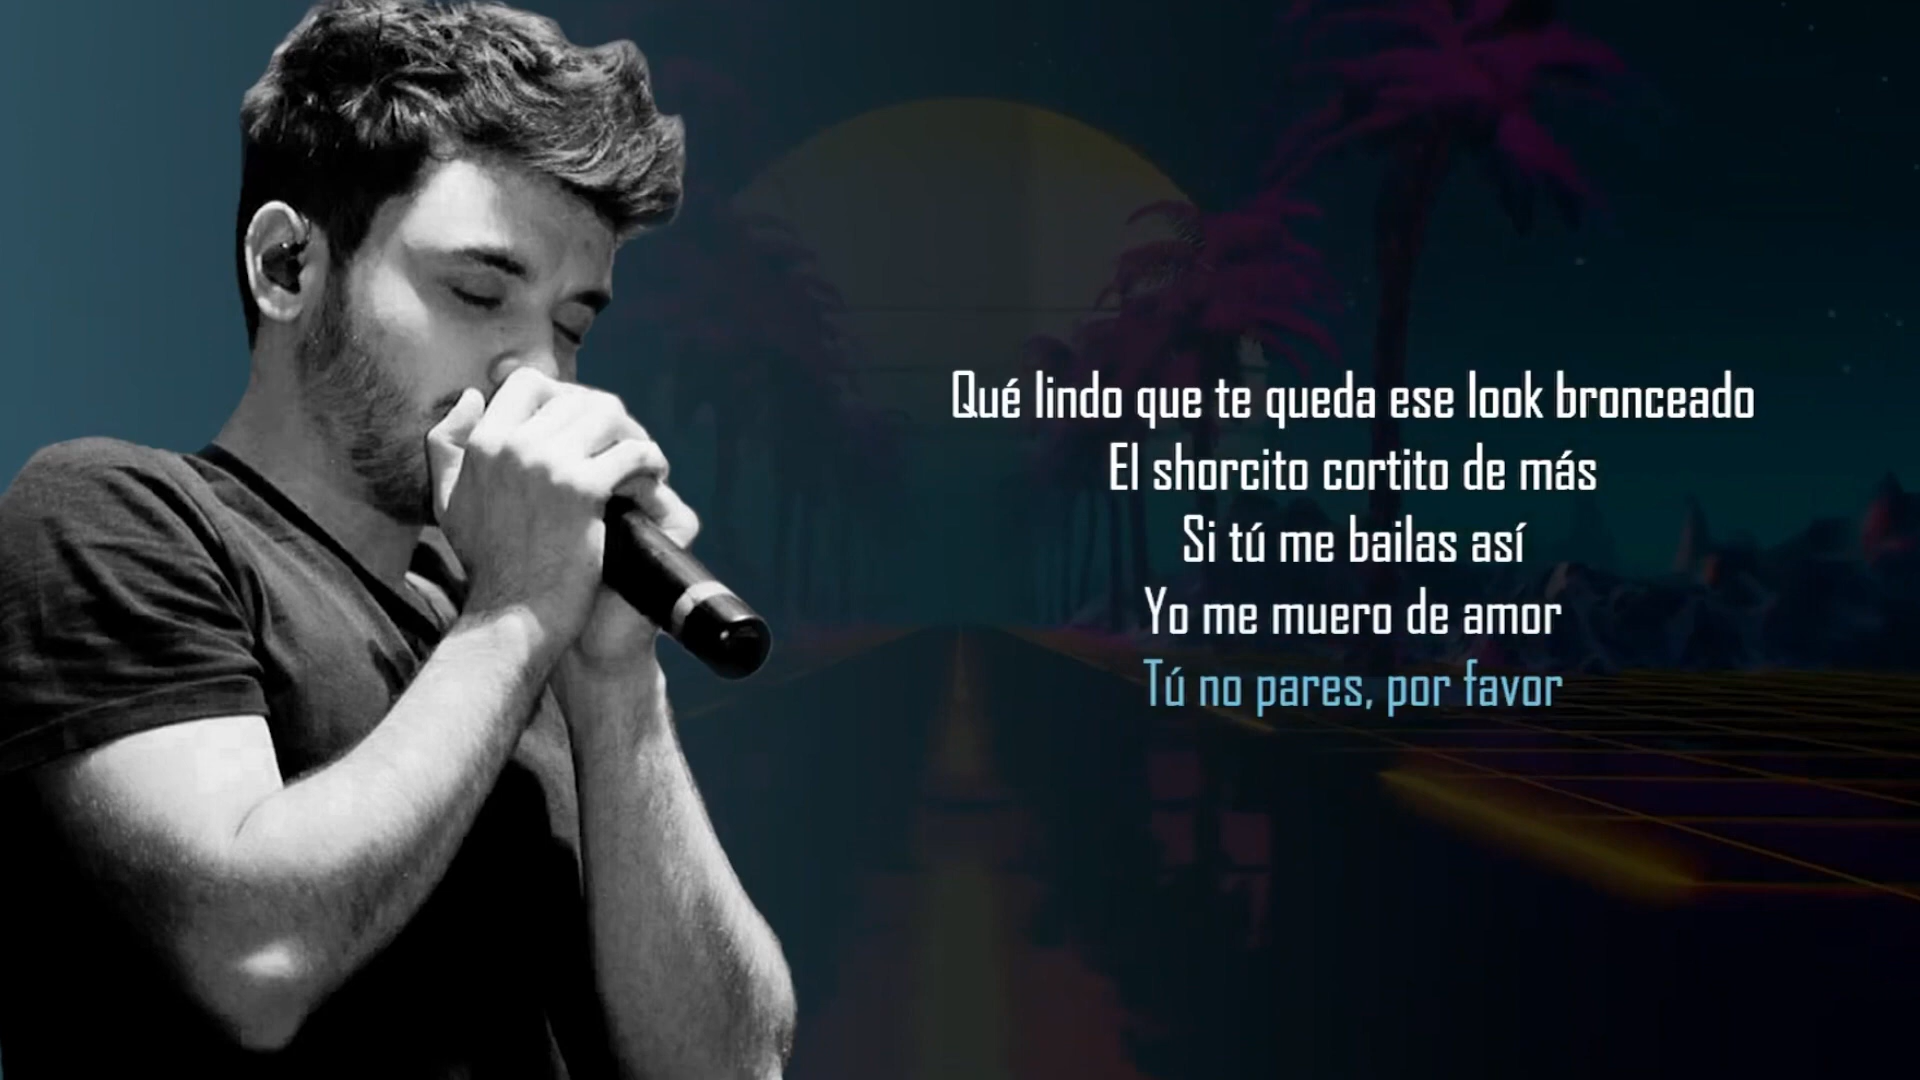 Qué lindo que te queda ese look bronceado
El shorcito cortito de más
Si tú me bailas así
Yo me muero de amor
Tú no pares, por favor